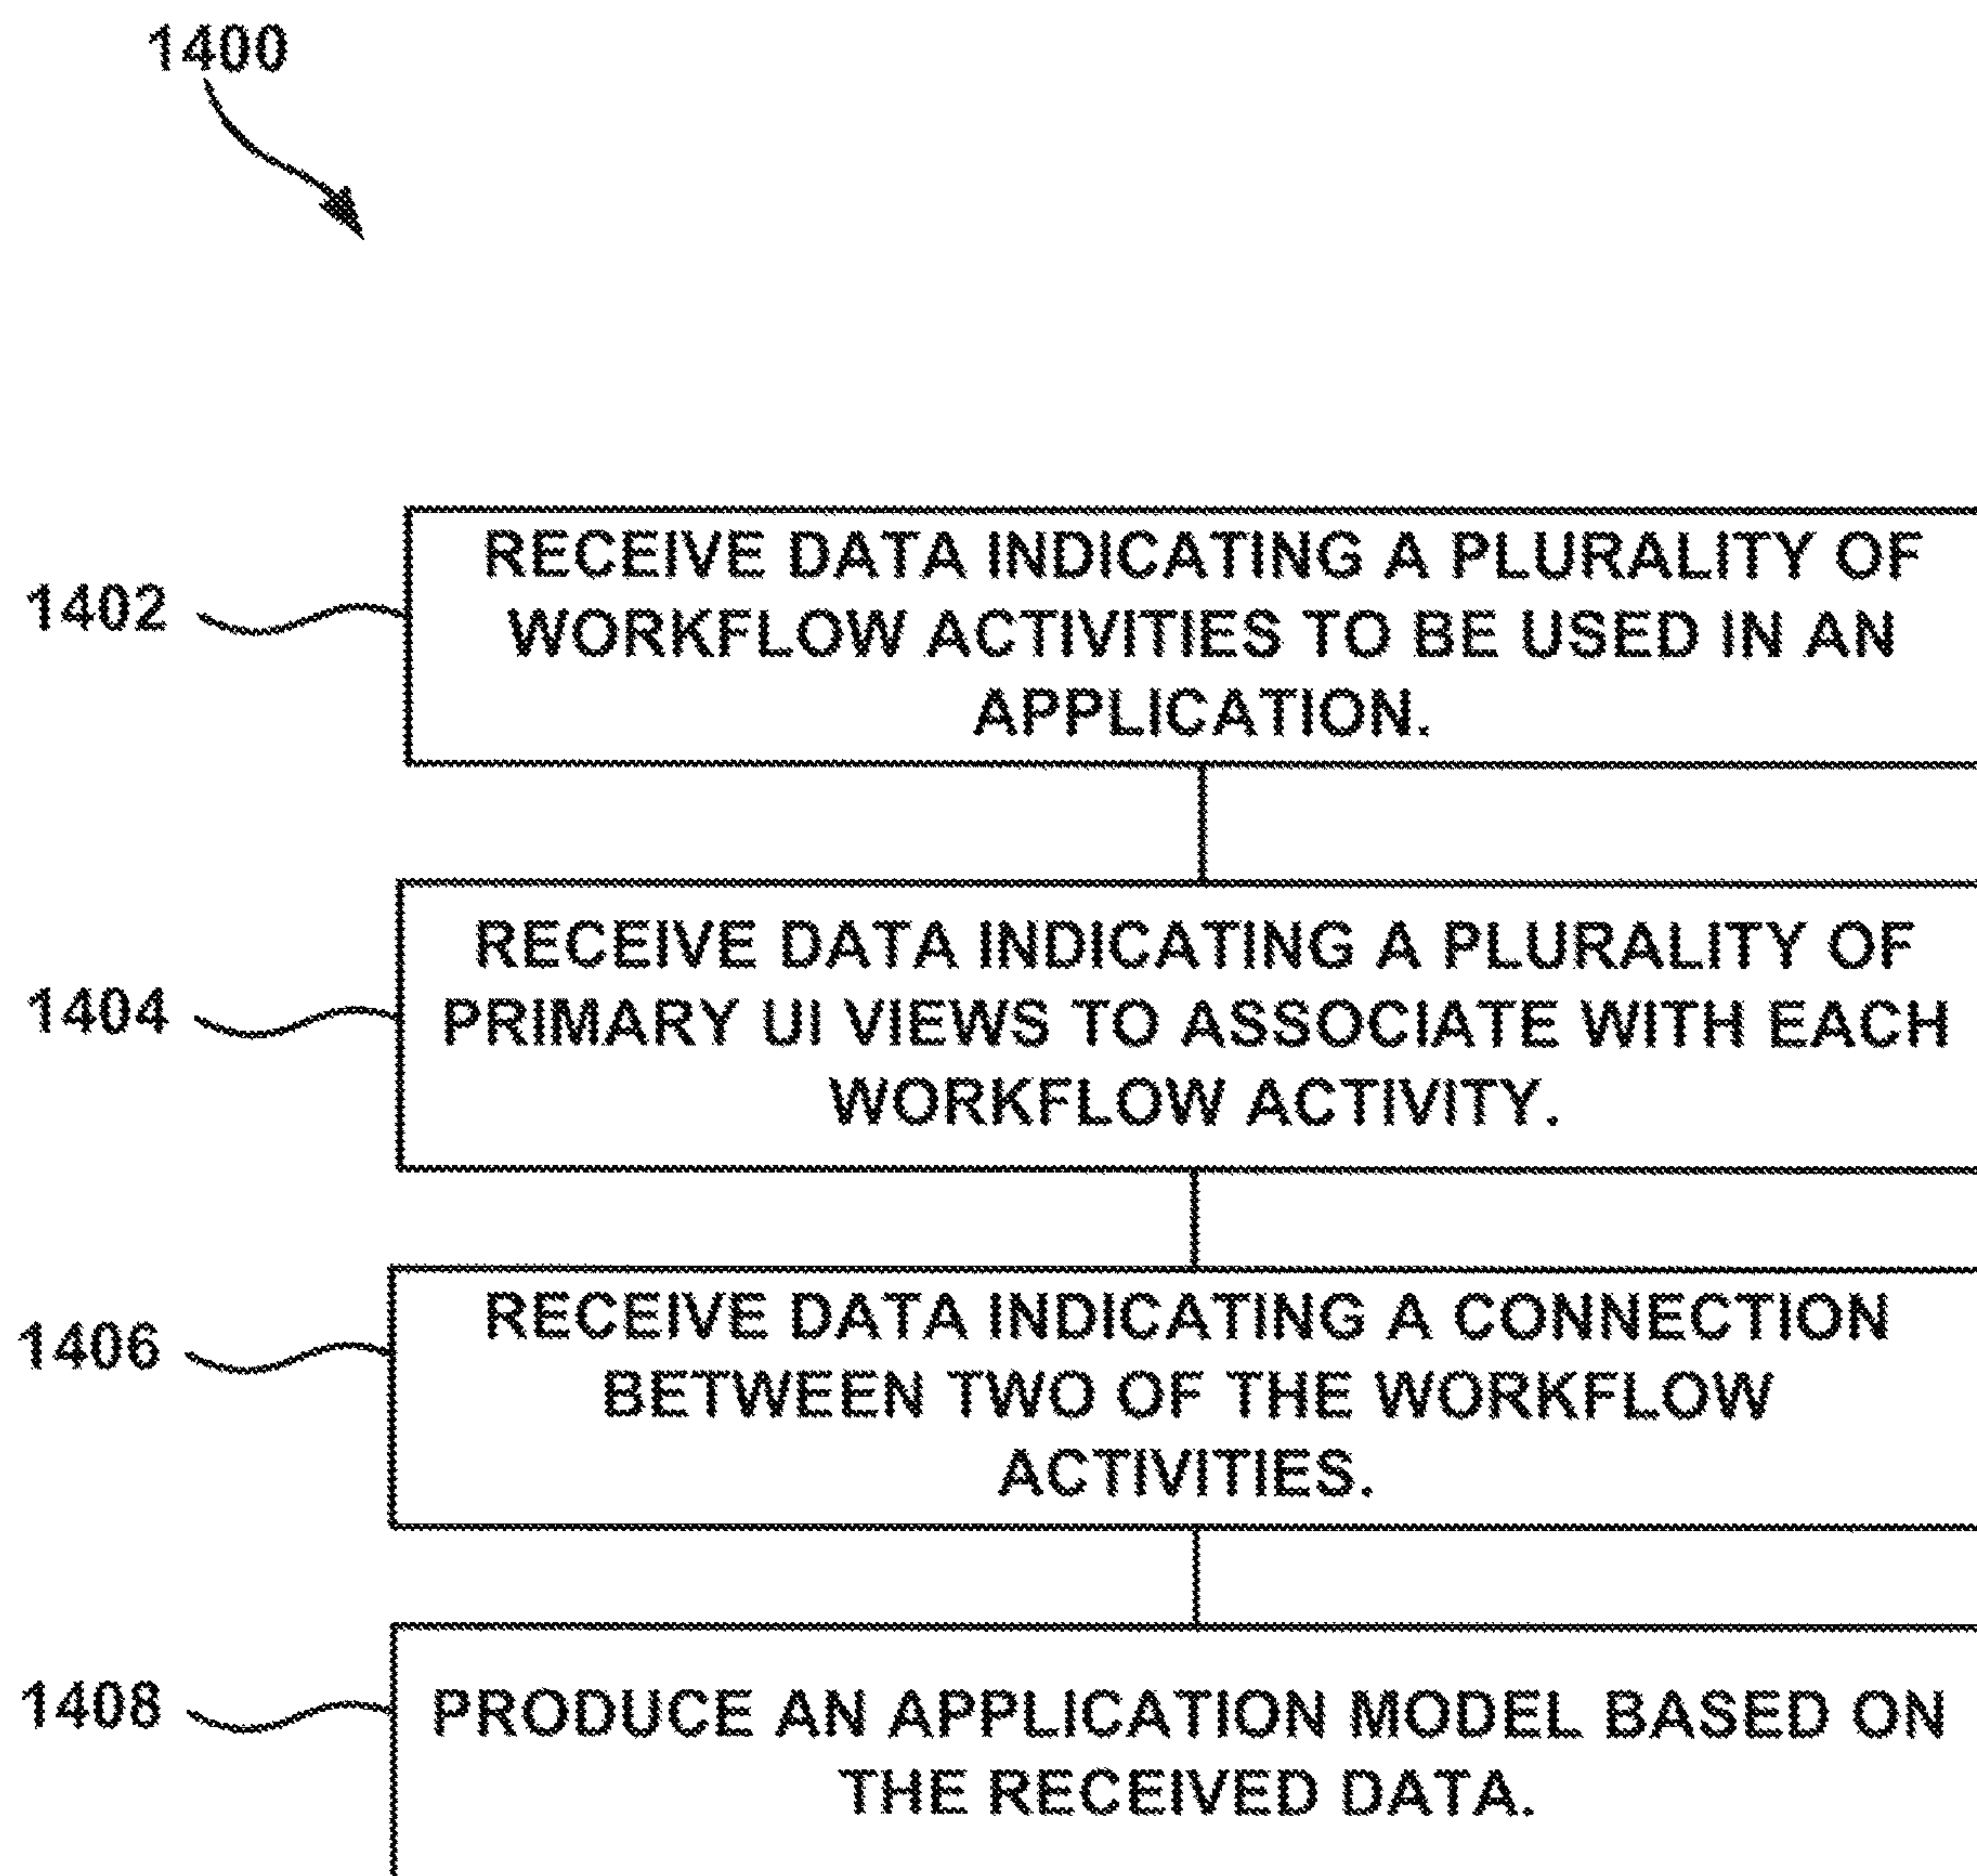 1400
1402
RECEIVE DATA INDICATING A PLURALITY OF
WORKFLOW ACTIVITIES TO BE USED IN AN
APPLICATION.
1404
RECEIVE DATA INDICATING A PLURALITY OF
PRIMARY UI VIEWS TO ASSOCIATE WITH EACH
WORKFLOW ACTIVITY.
1406
RECEIVE DATA INDICATING A CONNECTION
BETWEEN TWO OF THE WORKFLOW
ACTIVITIES.
1408
PRODUCE AN APPLICATION MODEL BASED ON
THE RECEIVED DATA.